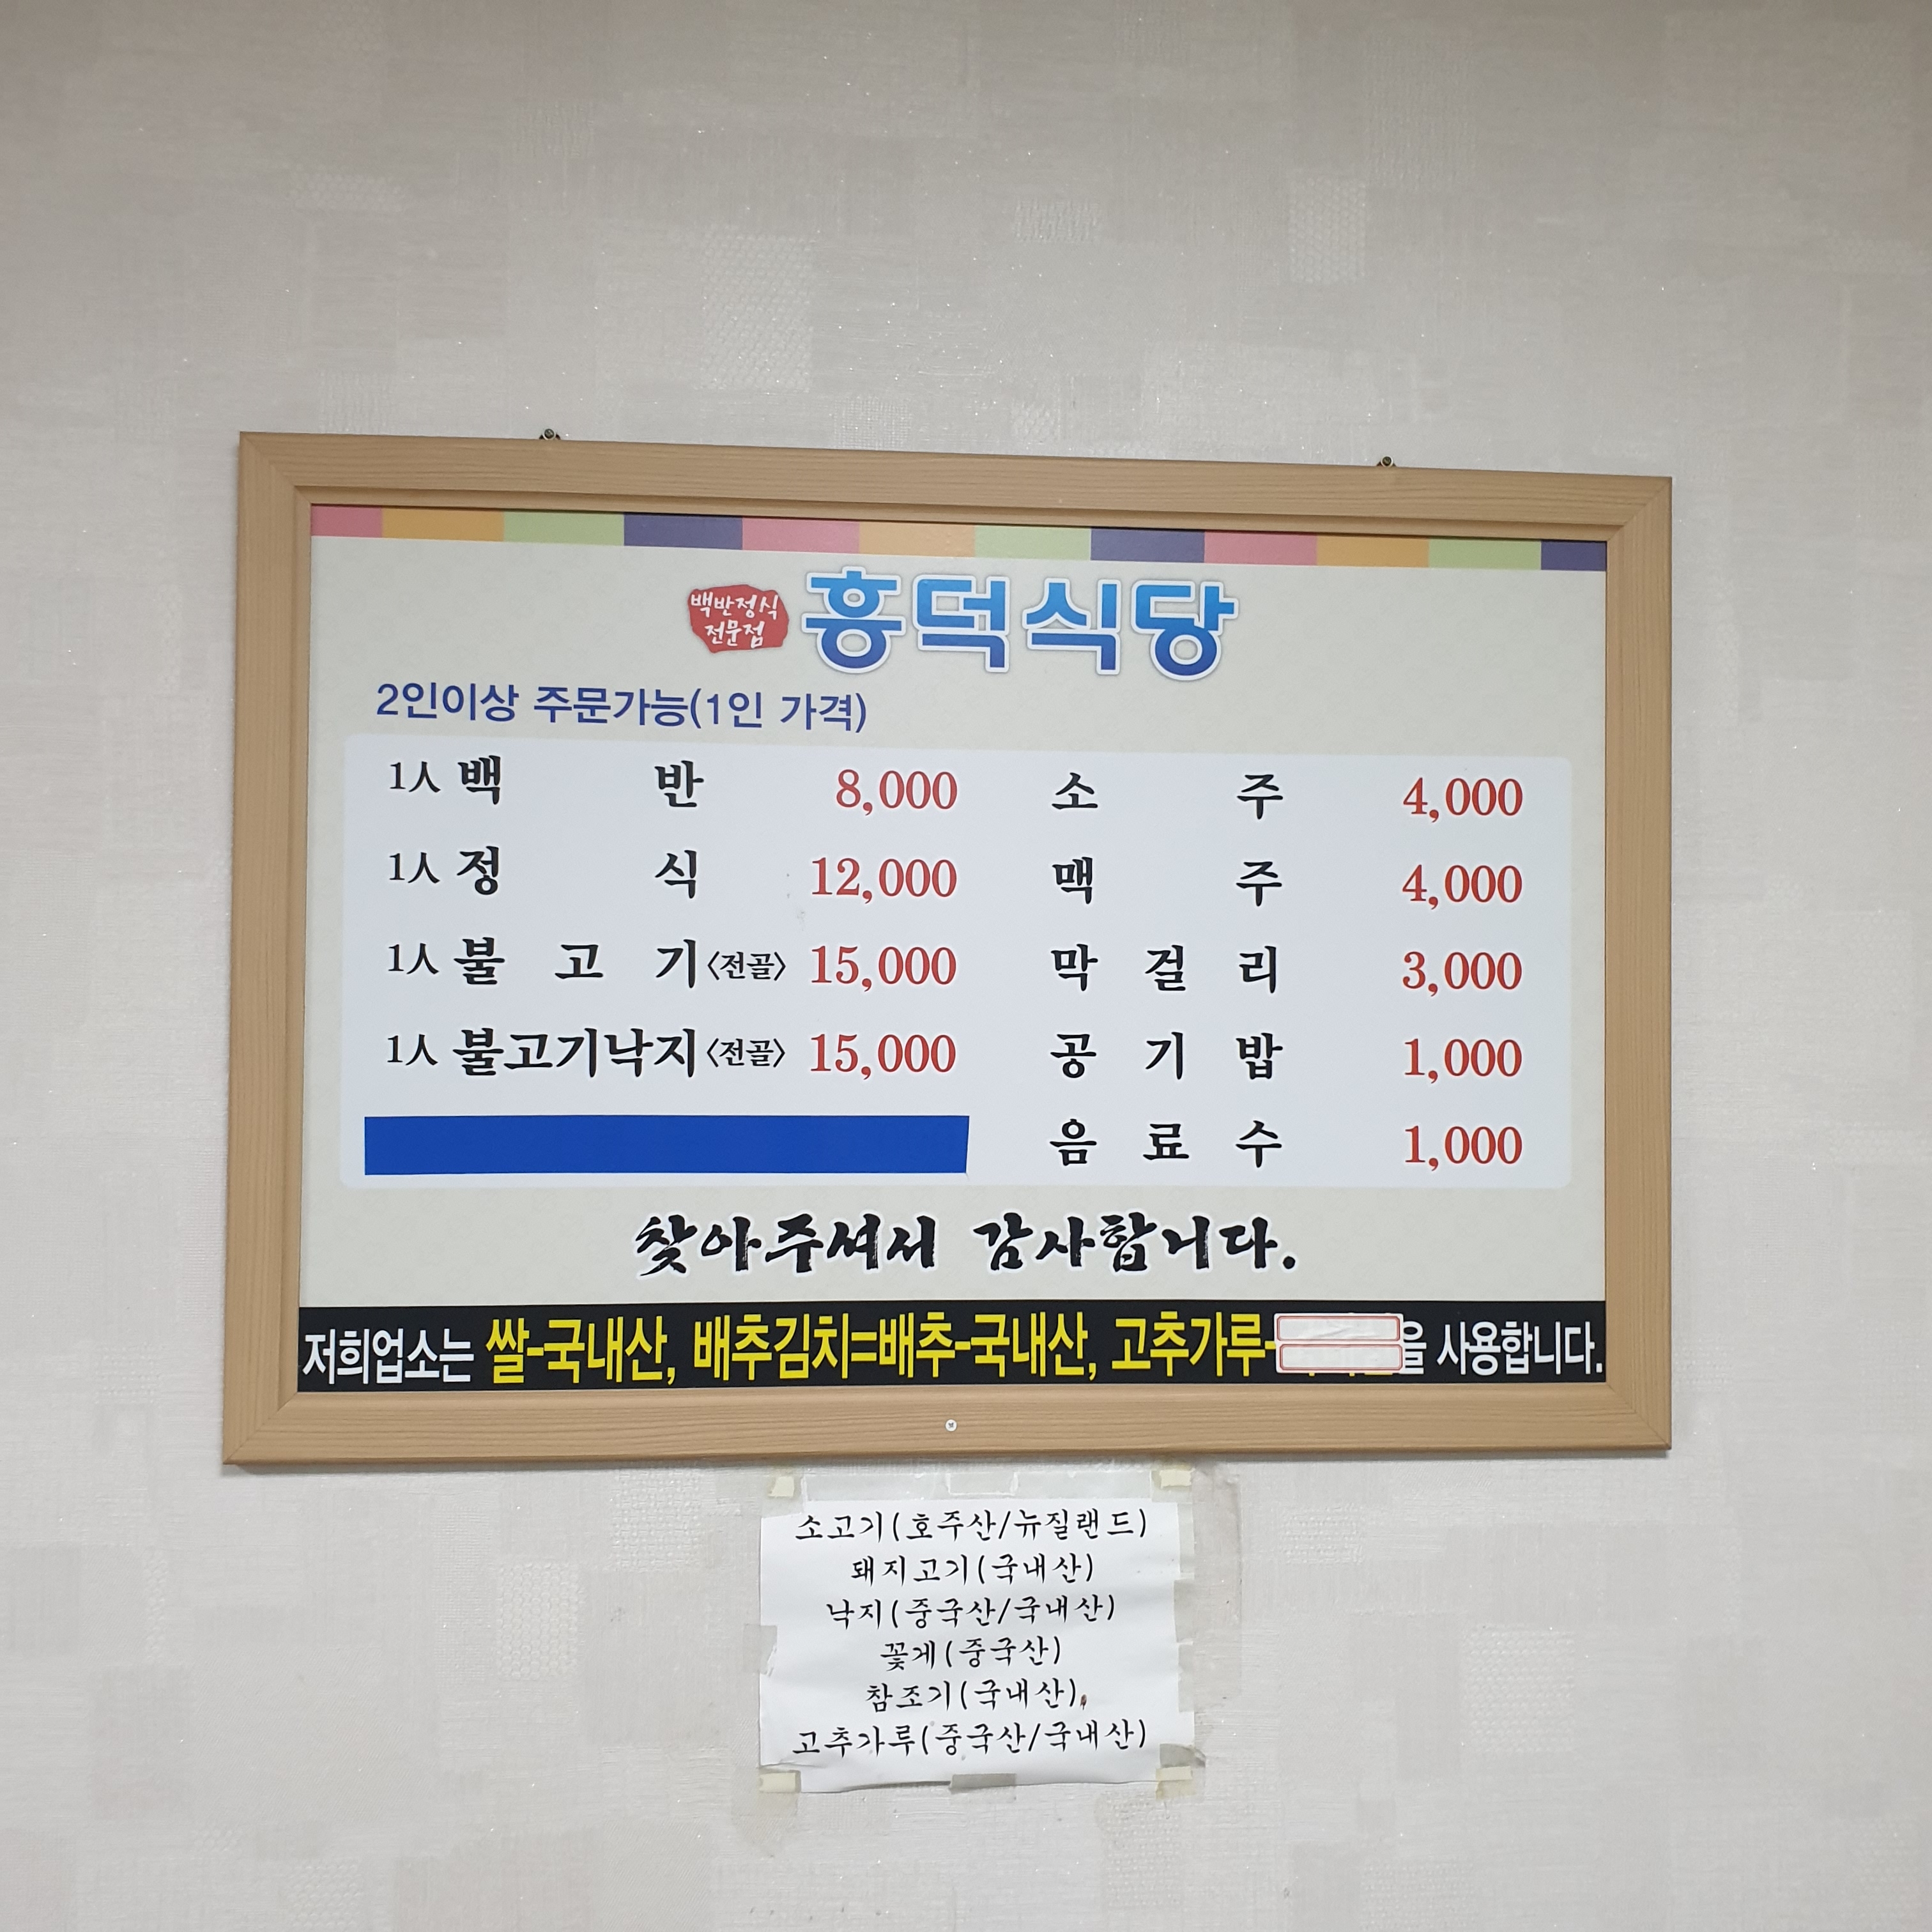 백반정식
전문점
흥덕식당
2인이상 주문가능(1인 가격)
1人 백 반 8,000
1人 정 식 12,000
1人 불 고 기〈전골〉 15,000
1人 불고기낙지〈전골〉 15,000
소 주 4,000
맥 주 4,000
막 걸 리 3,000
공 기 밥 1,000
음 료 수 1,000
찾아주셔서 감사합니다.
저희업소는 쌀-국내산, 배추김치=배추-국내산, 고추가루- 을 사용합니다.
소고기(호주산/뉴질랜드)
돼지고기(국내산)
낙지(중국산/국내산)
꽃게(중국산)
참조기(국내산)
고추가루(중국산/국내산)